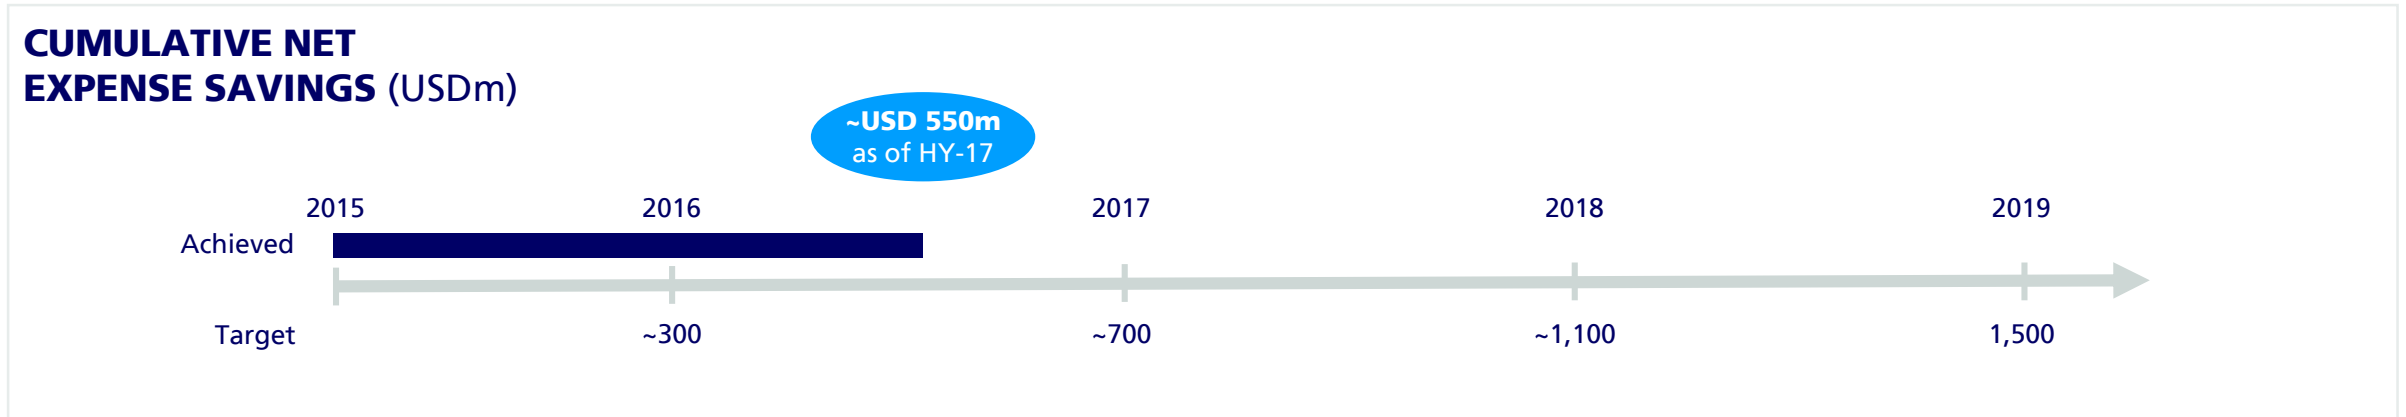 CUMULATIVE NET
EXPENSE SAVINGS (USDm)
~USD 550m
as of HY-17
2015 2016 2017 2018 2019
Achieved
Target ~300 ~700 ~1,100 1,500